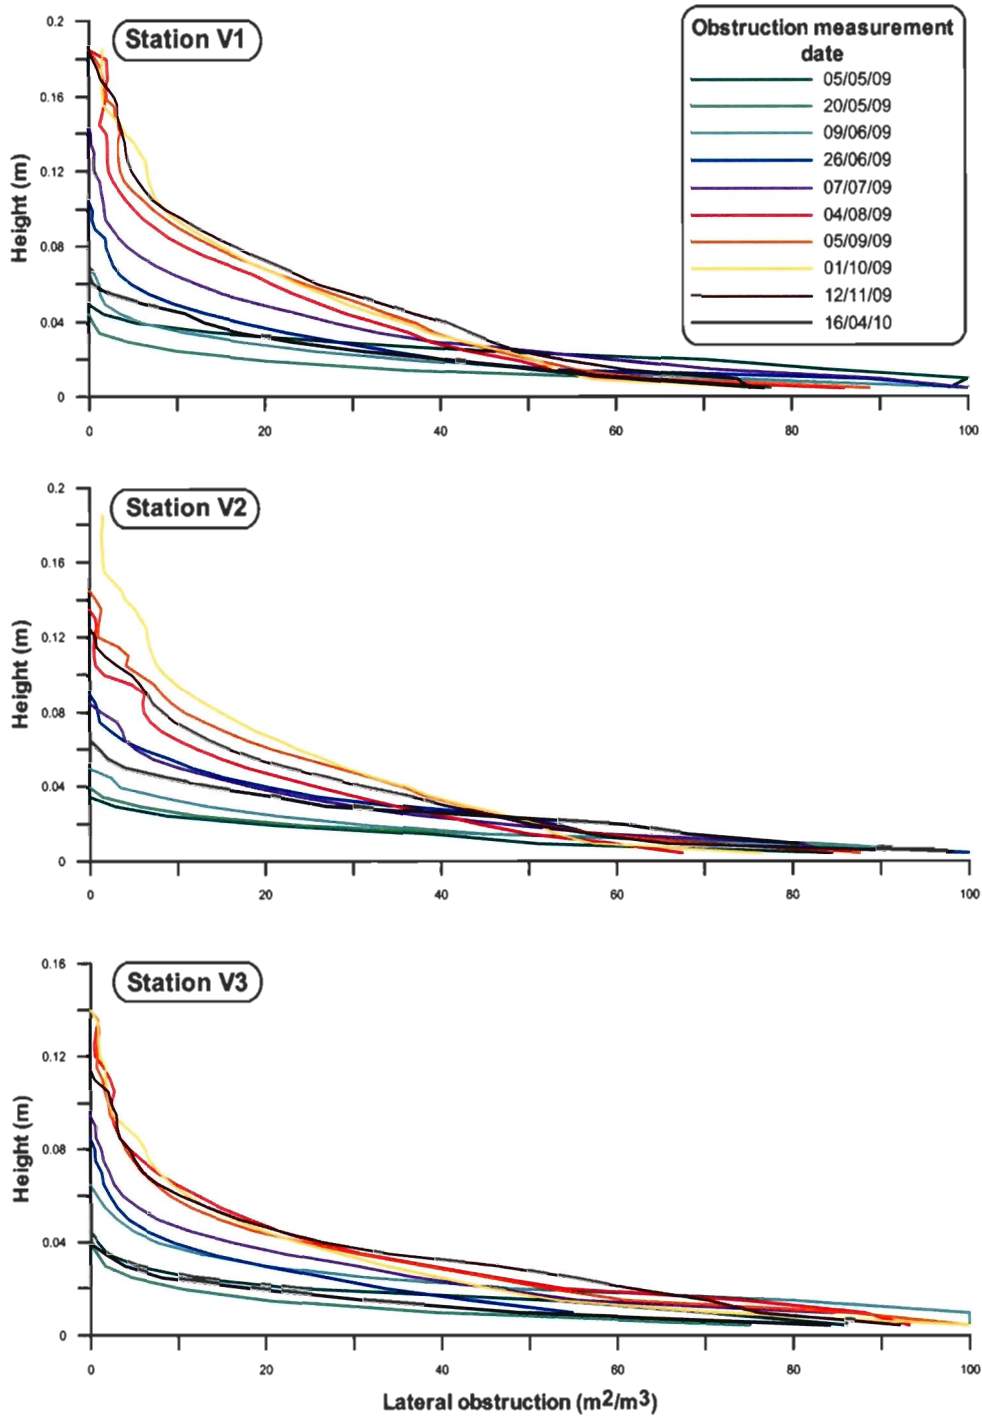 Station V1
Obstruction measurement
date
05/05/09
20/05/09
09/06/09
26/06/09
07/07/09
04/08/09
05/09/09
01/10/09
12/11/09
16/04/10
Height (m)
0.2
0.16
0.12
0.08
0.04
0
0 20 40 60 80 100
Station V2
Height (m)
0.2
0.16
0.12
0.08
0.04
0
0 20 40 60 80 100
Station V3
Height (m)
0.16
0.12
0.08
0.04
0
0 20 40 60 80 100
Lateral obstruction (m2/m3)